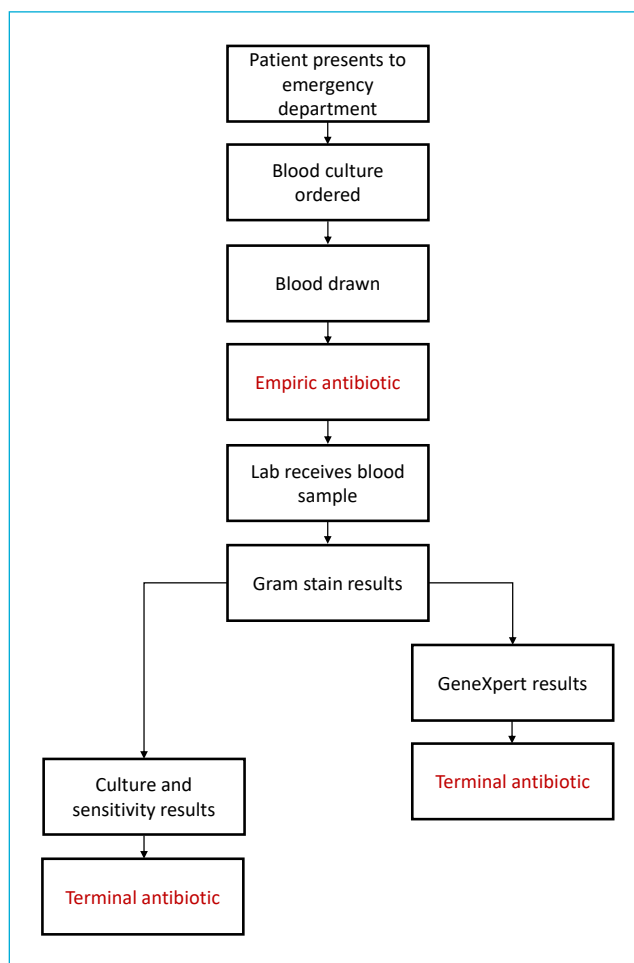 Patient presents to
emergency
department
Blood culture
ordered
Blood drawn
Empiric antibiotic
Lab receives blood
sample
Gram stain results
GeneXpert results
Terminal antibiotic
Culture and
sensitivity results
Terminal antibiotic